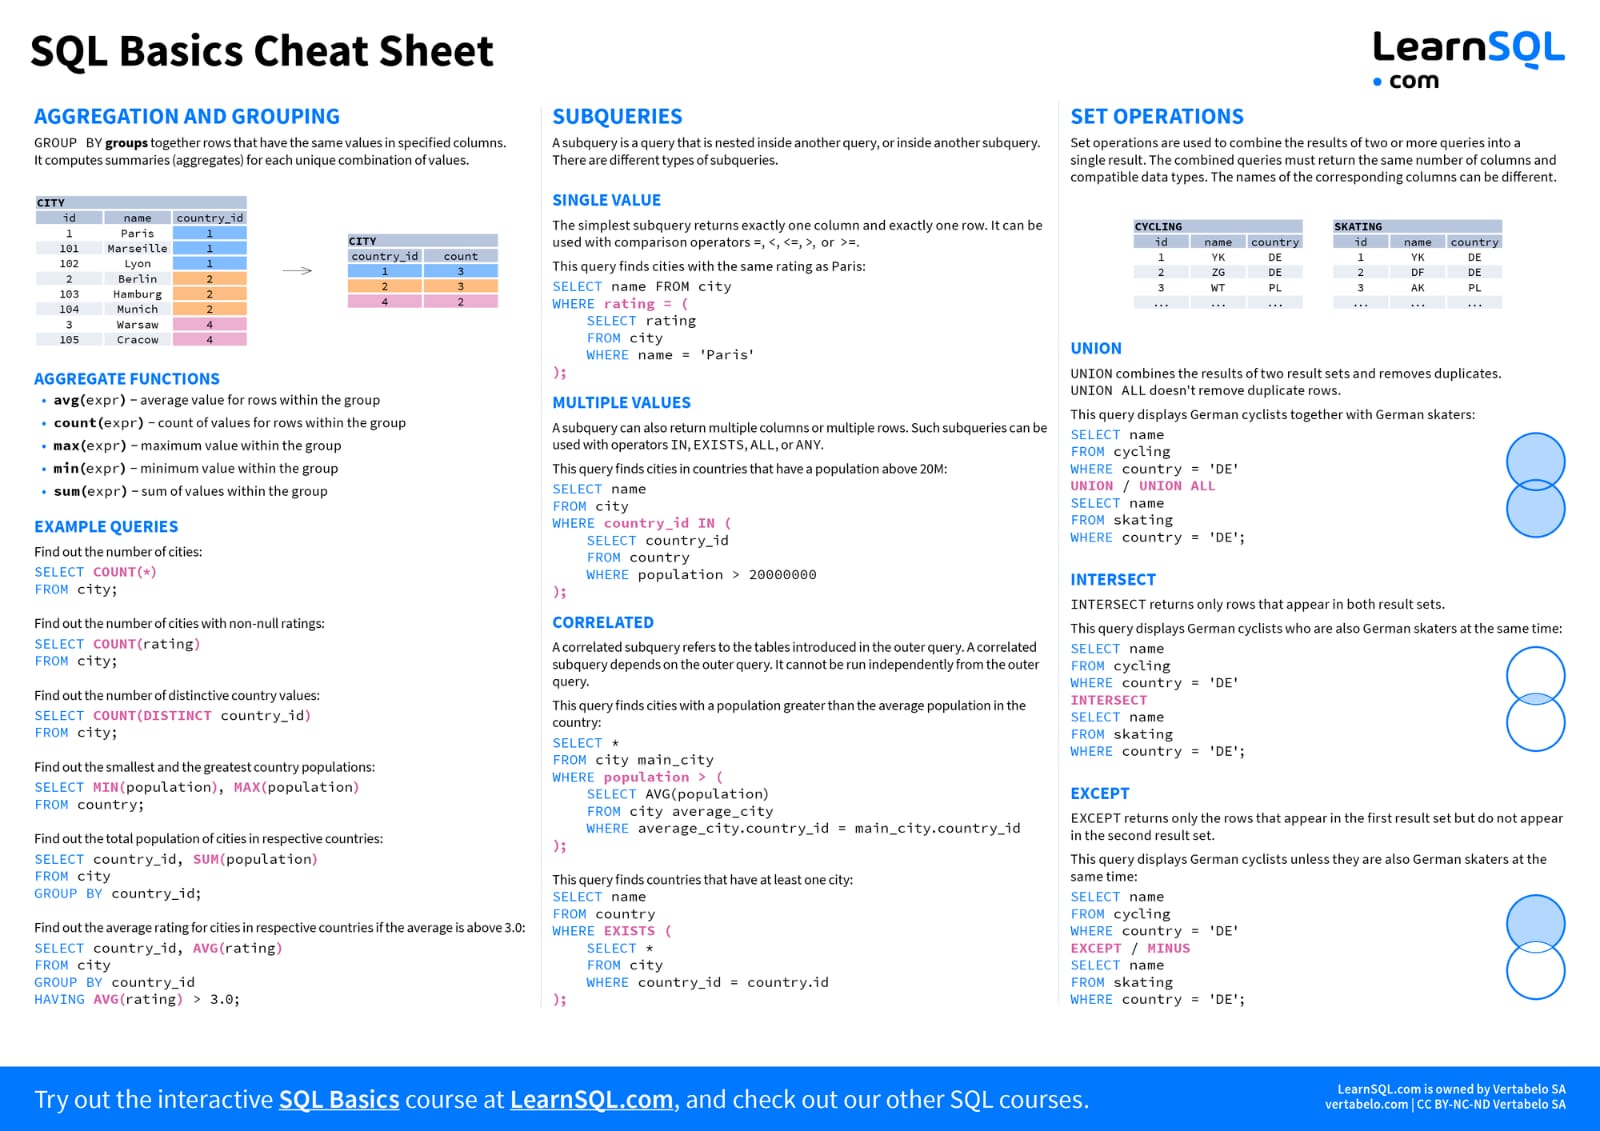 SQL Basics Cheat Sheet
LearnSQL
• com
AGGREGATION AND GROUPING
GROUP BY groups together rows that have the same values in specified columns.
It computes summaries (aggregates) for each unique combination of values.
CITY
id name country_id
1 Paris 1
101 Marseille 1
102 Lyon 1
2 Berlin 2
103 Hamburg 2
104 Munich 2
3 Warsaw 4
105 Cracow 4
CITY
country_id count
1 3
2 3
4 2
AGGREGATE FUNCTIONS
• avg(expr) – average value for rows within the group
• count(expr) – count of values for rows within the group
• max(expr) – maximum value within the group
• min(expr) – minimum value within the group
• sum(expr) – sum of values within the group
EXAMPLE QUERIES
Find out the number of cities:
SELECT COUNT(*)
FROM city;
Find out the number of cities with non-null ratings:
SELECT COUNT(rating)
FROM city;
Find out the number of distinctive country values:
SELECT COUNT(DISTINCT country_id)
FROM city;
Find out the smallest and the greatest country populations:
SELECT MIN(population), MAX(population)
FROM country;
Find out the total population of cities in respective countries:
SELECT country_id, SUM(population)
FROM city
GROUP BY country_id;
Find out the average rating for cities in respective countries if the average is above 3.0:
SELECT country_id, AVG(rating)
FROM city
GROUP BY country_id
HAVING AVG(rating) > 3.0;
SUBQUERIES
A subquery is a query that is nested inside another query, or inside another subquery.
There are different types of subqueries.
SINGLE VALUE
The simplest subquery returns exactly one column and exactly one row. It can be
used with comparison operators =, <, <=, >, or >=.
This query finds cities with the same rating as Paris:
SELECT name FROM city
WHERE rating = (
SELECT rating
FROM city
WHERE name = 'Paris'
);
MULTIPLE VALUES
A subquery can also return multiple columns or multiple rows. Such subqueries can be
used with operators IN, EXISTS, ALL, or ANY.
This query finds cities in countries that have a population above 20M:
SELECT name
FROM city
WHERE country_id IN (
SELECT country_id
FROM country
WHERE population > 20000000
);
CORRELATED
A correlated subquery refers to the tables introduced in the outer query. A correlated
subquery depends on the outer query. It cannot be run independently from the outer
query.
This query finds cities with a population greater than the average population in the
country:
SELECT *
FROM city main_city
WHERE population > (
SELECT AVG(population)
FROM city average_city
WHERE average_city.country_id = main_city.country_id
);
This query finds countries that have at least one city:
SELECT name
FROM country
WHERE EXISTS (
SELECT *
FROM city
WHERE country_id = country.id
);
SET OPERATIONS
Set operations are used to combine the results of two or more queries into a
single result. The combined queries must return the same number of columns and
compatible data types. The names of the corresponding columns can be different.
CYCLING
id name country
1 YK DE
2 ZG DE
3 WT PL
... ... ...
SKATING
id name country
1 YK DE
2 DF DE
3 AK PL
... ... ...
UNION
UNION combines the results of two result sets and removes duplicates.
UNION ALL doesn't remove duplicate rows.
This query displays German cyclists together with German skaters:
SELECT name
FROM cycling
WHERE country = 'DE'
UNION / UNION ALL
SELECT name
FROM skating
WHERE country = 'DE';
INTERSECT
INTERSECT returns only rows that appear in both result sets.
This query displays German cyclists who are also German skaters at the same time:
SELECT name
FROM cycling
WHERE country = 'DE'
INTERSECT
SELECT name
FROM skating
WHERE country = 'DE';
EXCEPT
EXCEPT returns only the rows that appear in the first result set but do not appear
in the second result set.
This query displays German cyclists unless they are also German skaters at the
same time:
SELECT name
FROM cycling
WHERE country = 'DE'
EXCEPT / MINUS
SELECT name
FROM skating
WHERE country = 'DE';
Try out the interactive SQL Basics course at LearnSQL.com, and check out our other SQL courses.
LearnSQL.com is owned by Vertabelo SA
vertabelo.com | CC BY-NC-ND Vertabelo SA